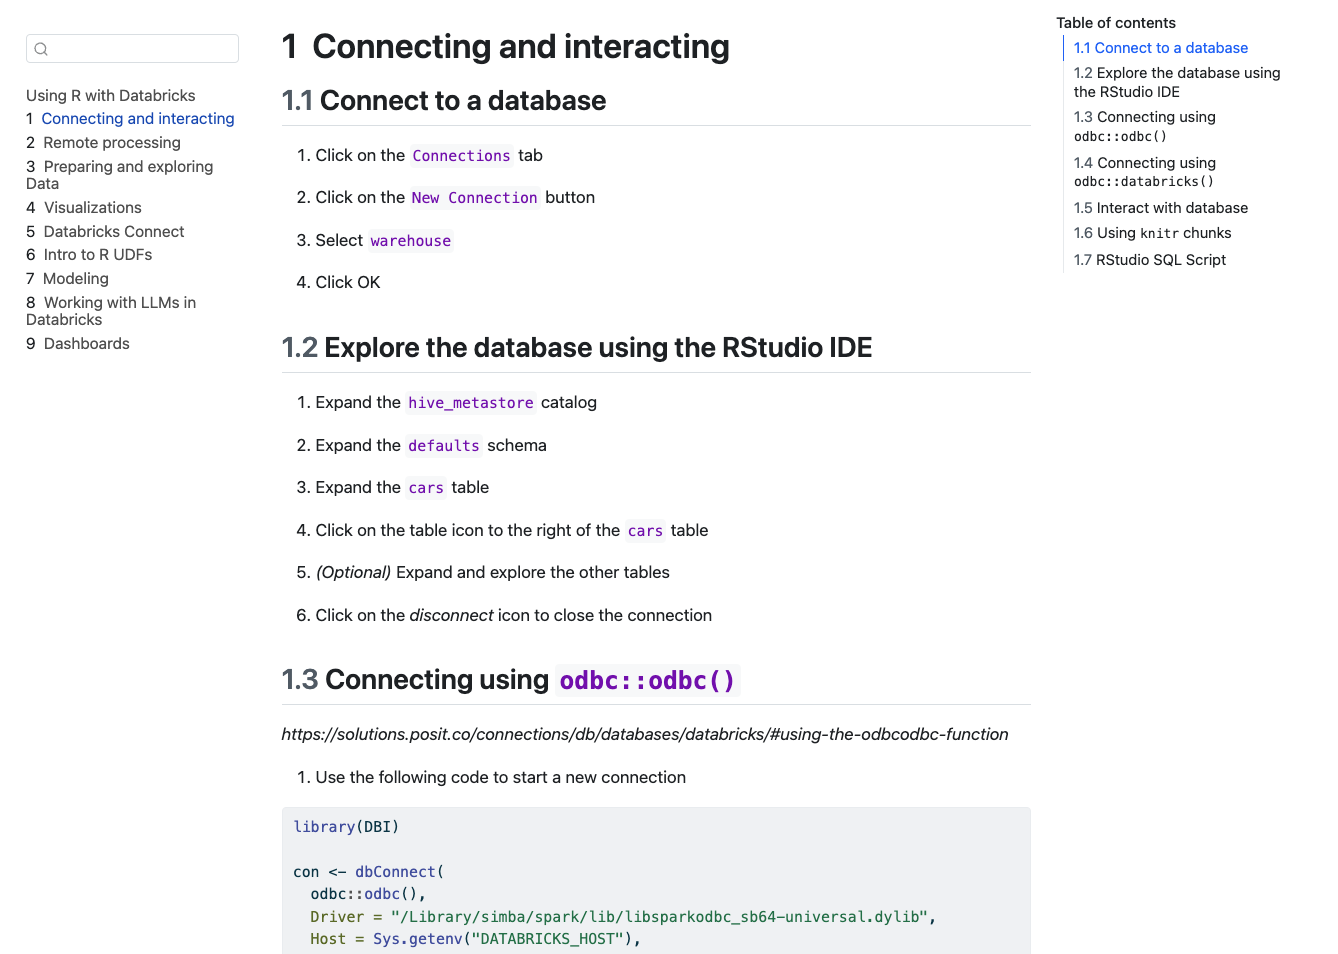 Using R with Databricks
1 Connecting and interacting
2 Remote processing
3 Preparing and exploring
Data
4 Visualizations
5 Databricks Connect
6 Intro to R UDFs
7 Modeling
8 Working with LLMs in
Databricks
9 Dashboards
1 Connecting and interacting
1.1 Connect to a database
1. Click on the Connections tab
2. Click on the New Connection button
3. Select warehouse
4. Click OK
1.2 Explore the database using the RStudio IDE
1. Expand the hive_metastore catalog
2. Expand the defaults schema
3. Expand the cars table
4. Click on the table icon to the right of the cars table
5. (Optional) Expand and explore the other tables
6. Click on the disconnect icon to close the connection
1.3 Connecting using odbc::odbc()
https://solutions.posit.co/connections/db/databases/databricks/#using-the-odbcodbc-function
1. Use the following code to start a new connection
library(DBI)
con <- dbConnect(
  odbc::odbc(),
  Driver = "/Library/simba/spark/lib/libsparkodbc_sb64-universal.dylib",
  Host = Sys.getenv("DATABRICKS_HOST"),
Table of contents
1.1 Connect to a database
1.2 Explore the database using
the RStudio IDE
1.3 Connecting using
odbc::odbc()
1.4 Connecting using
odbc::databricks()
1.5 Interact with database
1.6 Using knitr chunks
1.7 RStudio SQL Script